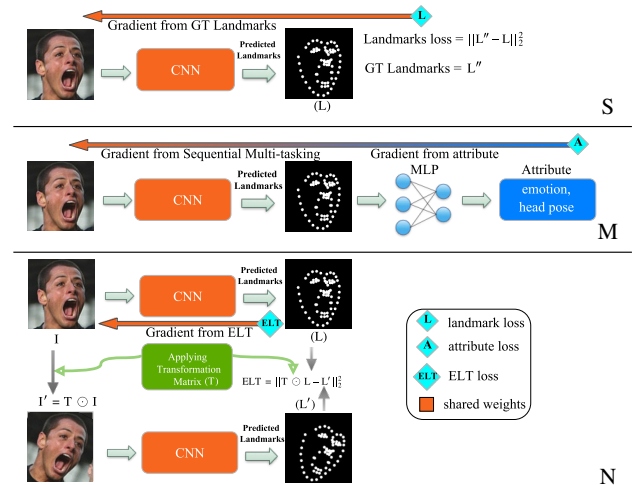 L
Gradient from GT Landmarks
Predicted
Landmarks
CNN
(L)
Landmarks loss = ||L″ − L||₂²
GT Landmarks = L″
S
A
Gradient from Sequential Multi-tasking
Gradient from attribute
Predicted
Landmarks
CNN
MLP
Attribute
emotion,
head pose
M
Predicted
Landmarks
CNN
Gradient from ELT
ELT
I
(L)
Applying
Transformation
Matrix (T)
ELT = ||T ⊙ L − L′||₂²
I′ = T ⊙ I
(L′)
Predicted
Landmarks
CNN
L landmark loss
A attribute loss
ELT ELT loss
shared weights
N